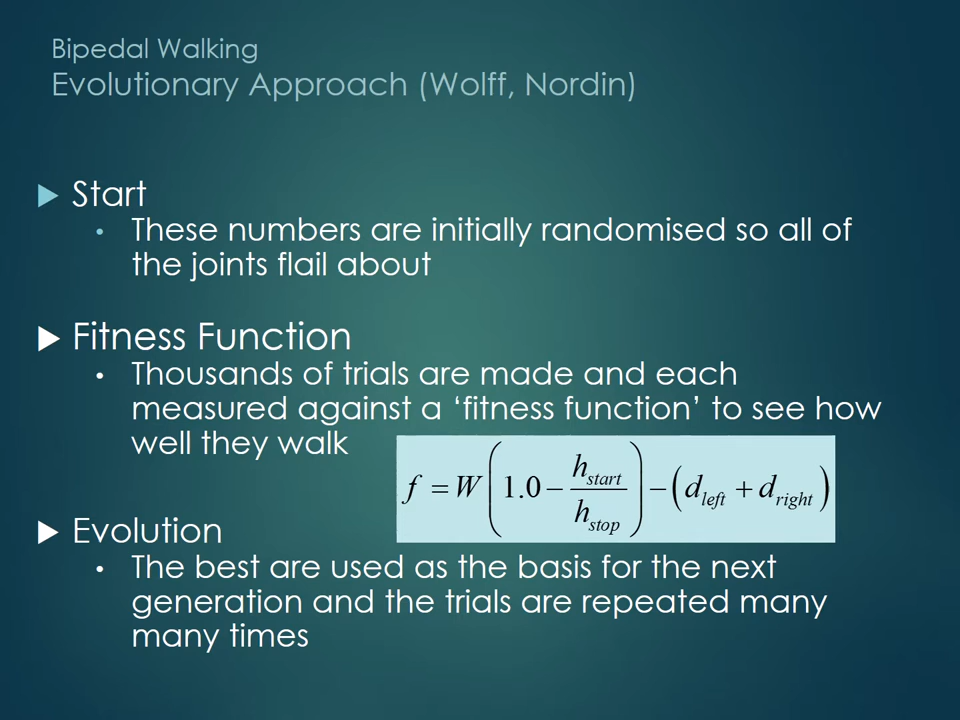 Bipedal Walking
Evolutionary Approach (Wolff, Nordin)
Start
These numbers are initially randomised so all of
the joints flail about
Fitness Function
Thousands of trials are made and each
measured against a ‘fitness function’ to see how
well they walk
f = W (1.0 − h_start / h_stop) − (d_left + d_right)
Evolution
The best are used as the basis for the next
generation and the trials are repeated many
many times